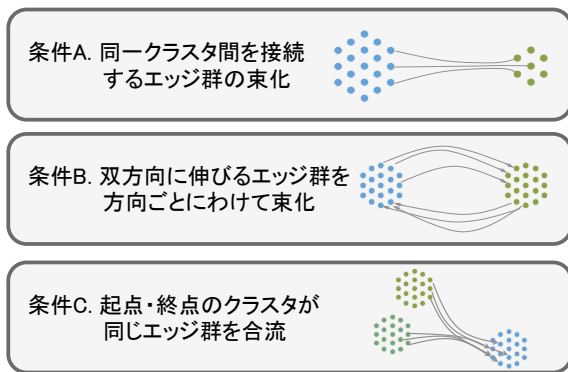 条件A. 同一クラスタ間を接続
するエッジ群の束化
条件B. 双方向に伸びるエッジ群を
方向ごとにわけて束化
条件C. 起点・終点のクラスタが
同じエッジ群を合流